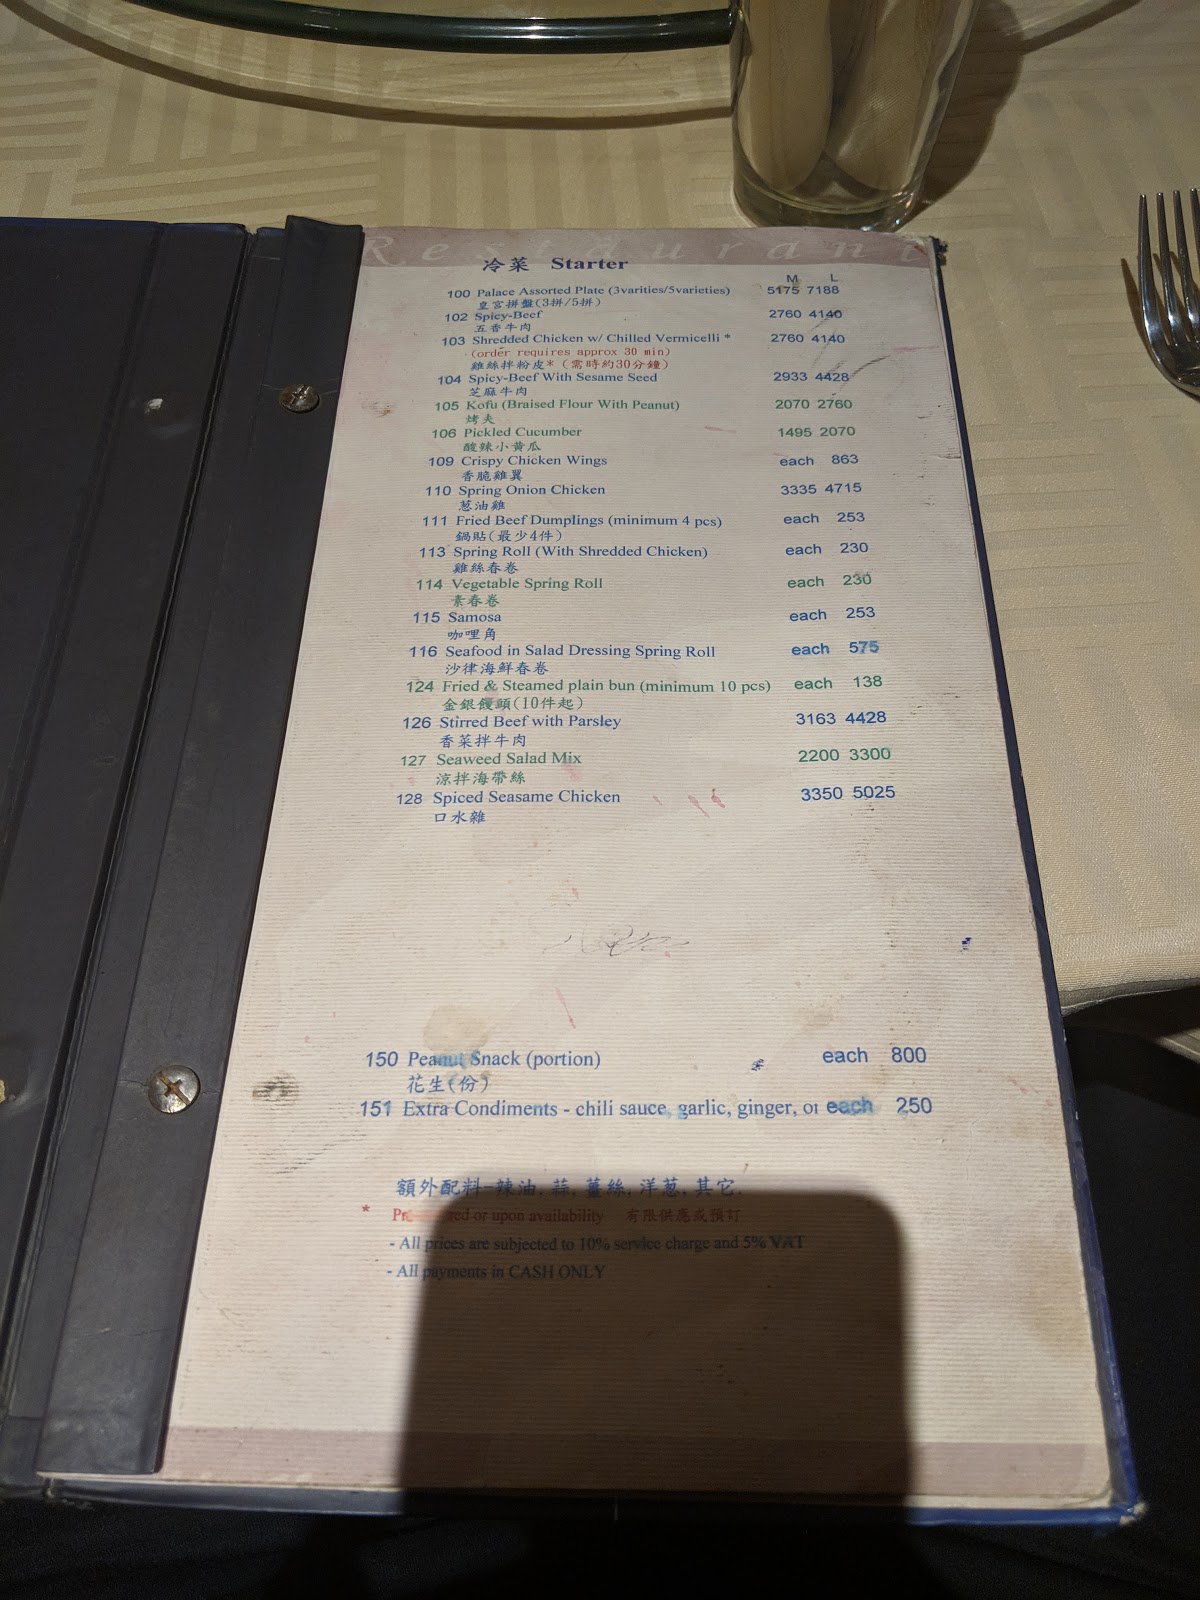 Restaurant
冷菜 Starter
M L
100 Palace Assorted Plate (3varities/5varieties) 5175 7188
皇宮拼盤(3拼/5拼)
102 Spicy-Beef 2760 4140
五香牛肉
103 Shredded Chicken w/ Chilled Vermicelli * 2760 4140
(order requires approx 30 min)
雞絲拌粉皮* (需時約30分鐘)
104 Spicy-Beef With Sesame Seed 2933 4428
芝麻牛肉
105 Kofu (Braised Flour With Peanut) 2070 2760
烤夫
106 Pickled Cucumber 1495 2070
酸辣小黃瓜
109 Crispy Chicken Wings each 863
香脆雞翼
110 Spring Onion Chicken 3335 4715
蔥油雞
111 Fried Beef Dumplings (minimum 4 pcs) each 253
鍋貼(最少4件)
113 Spring Roll (With Shredded Chicken) each 230
雞絲春卷
114 Vegetable Spring Roll each 230
素春卷
115 Samosa each 253
咖哩角
116 Seafood in Salad Dressing Spring Roll each 575
沙律海鮮春卷
124 Fried & Steamed plain bun (minimum 10 pcs) each 138
金銀饅頭(10件起)
126 Stirred Beef with Parsley 3163 4428
香菜拌牛肉
127 Seaweed Salad Mix 2200 3300
涼拌海帶絲
128 Spiced Seasame Chicken 3350 5025
口水雞
150 Peanut Snack (portion) each 800
花生(份)
151 Extra Condiments - chili sauce, garlic, ginger, or each 250
額外配料-辣油, 蒜, 薑絲, 洋蔥, 其它.
* or upon availability 有限供應或預訂
- All prices are subjected to 10% service charge and 5% VAT
- All payments in CASH ONLY